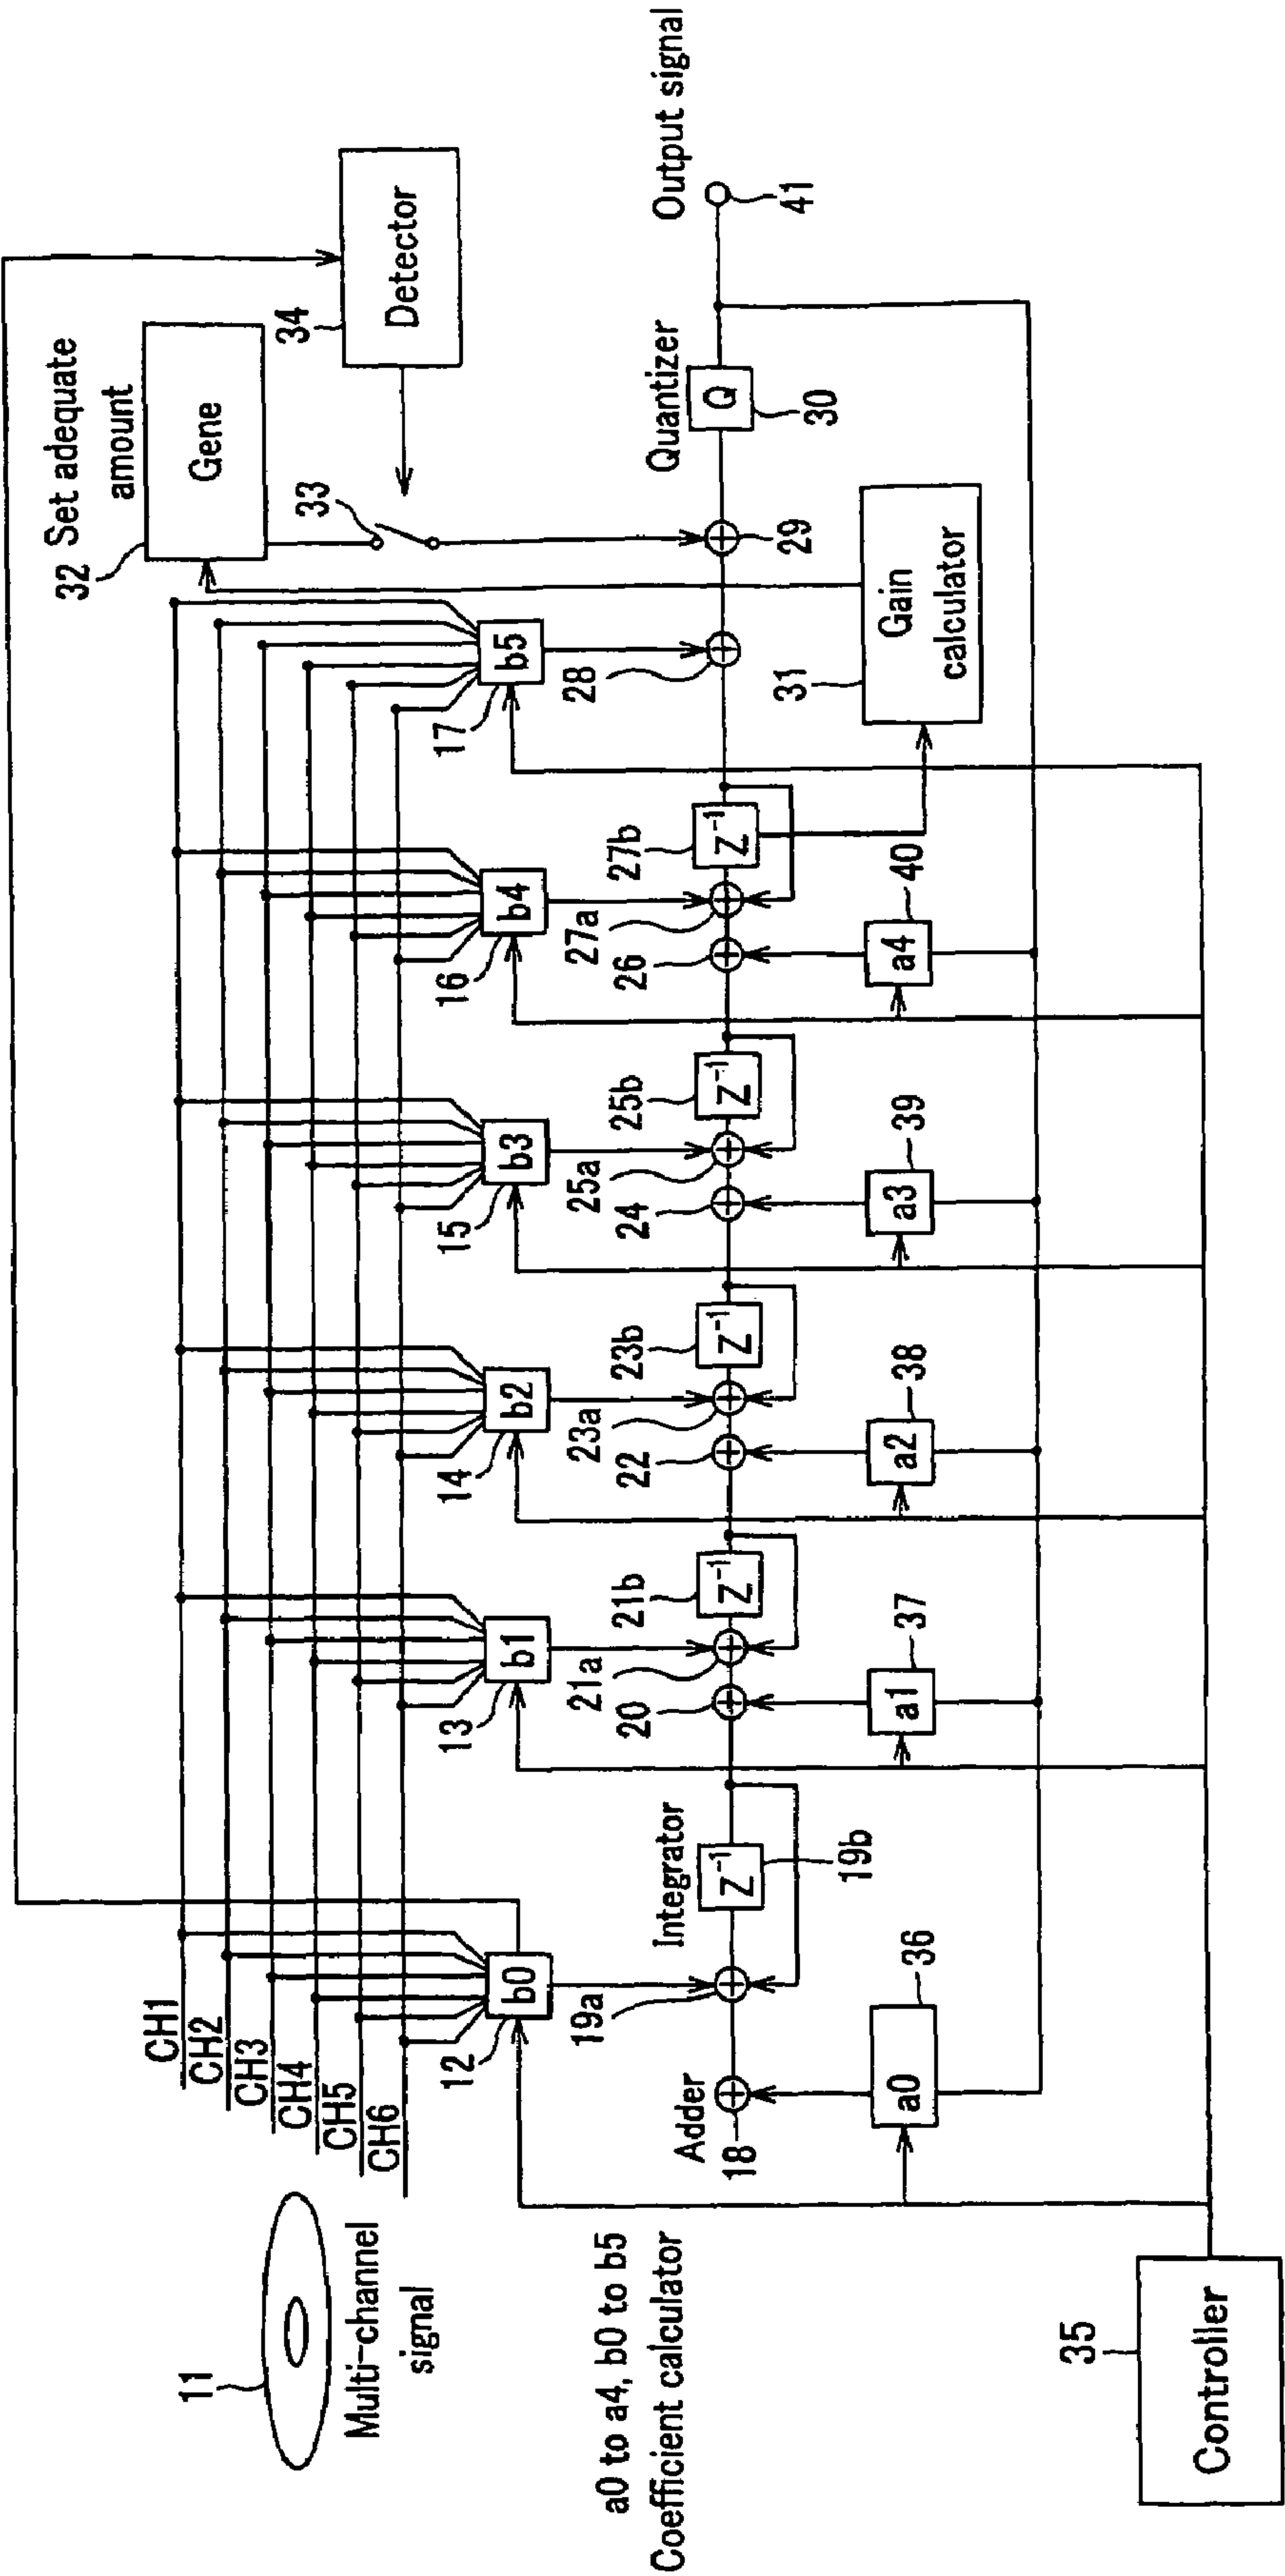 11
Multi-channel
signal
CH1
CH2
CH3
CH4
CH5
CH6
32
Set adequate
amount
Gene
33
34
Detector
b0
b1
b2
b3
b4
b5
12
13
14
15
16
17
a0 to a4, b0 to b5
Coefficient calculator
Adder
18
19a
Integrator
Z⁻¹
19b
20
21a
Z⁻¹
21b
22
23a
Z⁻¹
23b
24
25a
Z⁻¹
25b
26
27a
Z⁻¹
27b
28
29
Quantizer
Q
30
Output signal
41
a0
36
a1
37
a2
38
a3
39
a4
40
31
Gain
calculator
35
Controller